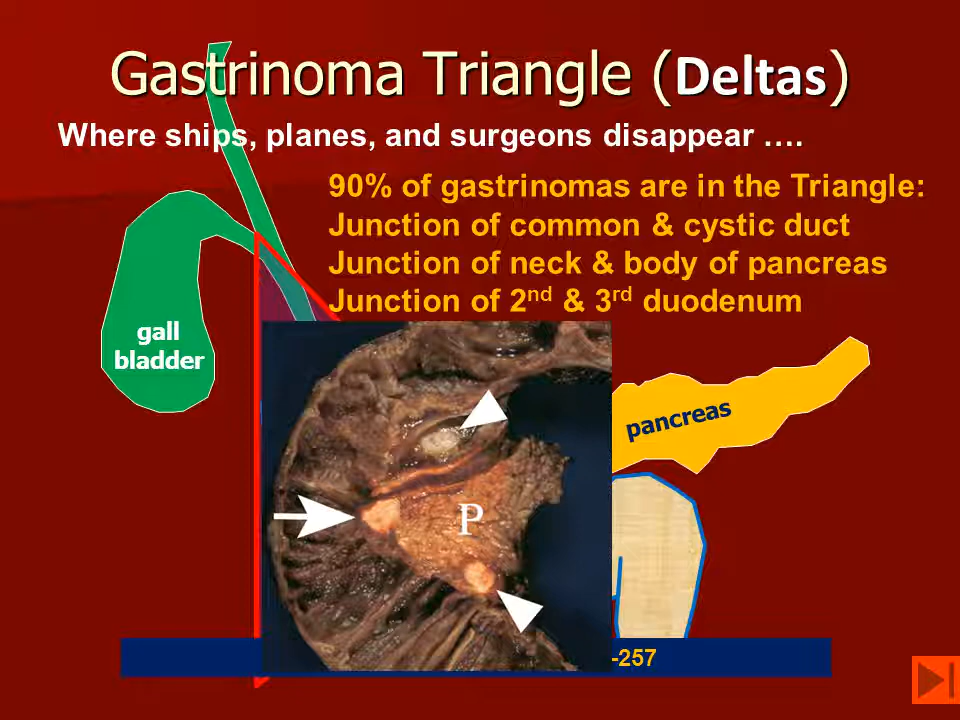 Gastrinoma Triangle (Deltas)
Where ships, planes, and surgeons disappear ….
90% of gastrinomas are in the Triangle:
Junction of common & cystic duct
Junction of neck & body of pancreas
Junction of 2nd & 3rd duodenum
gall
bladder
pancreas
P
-257